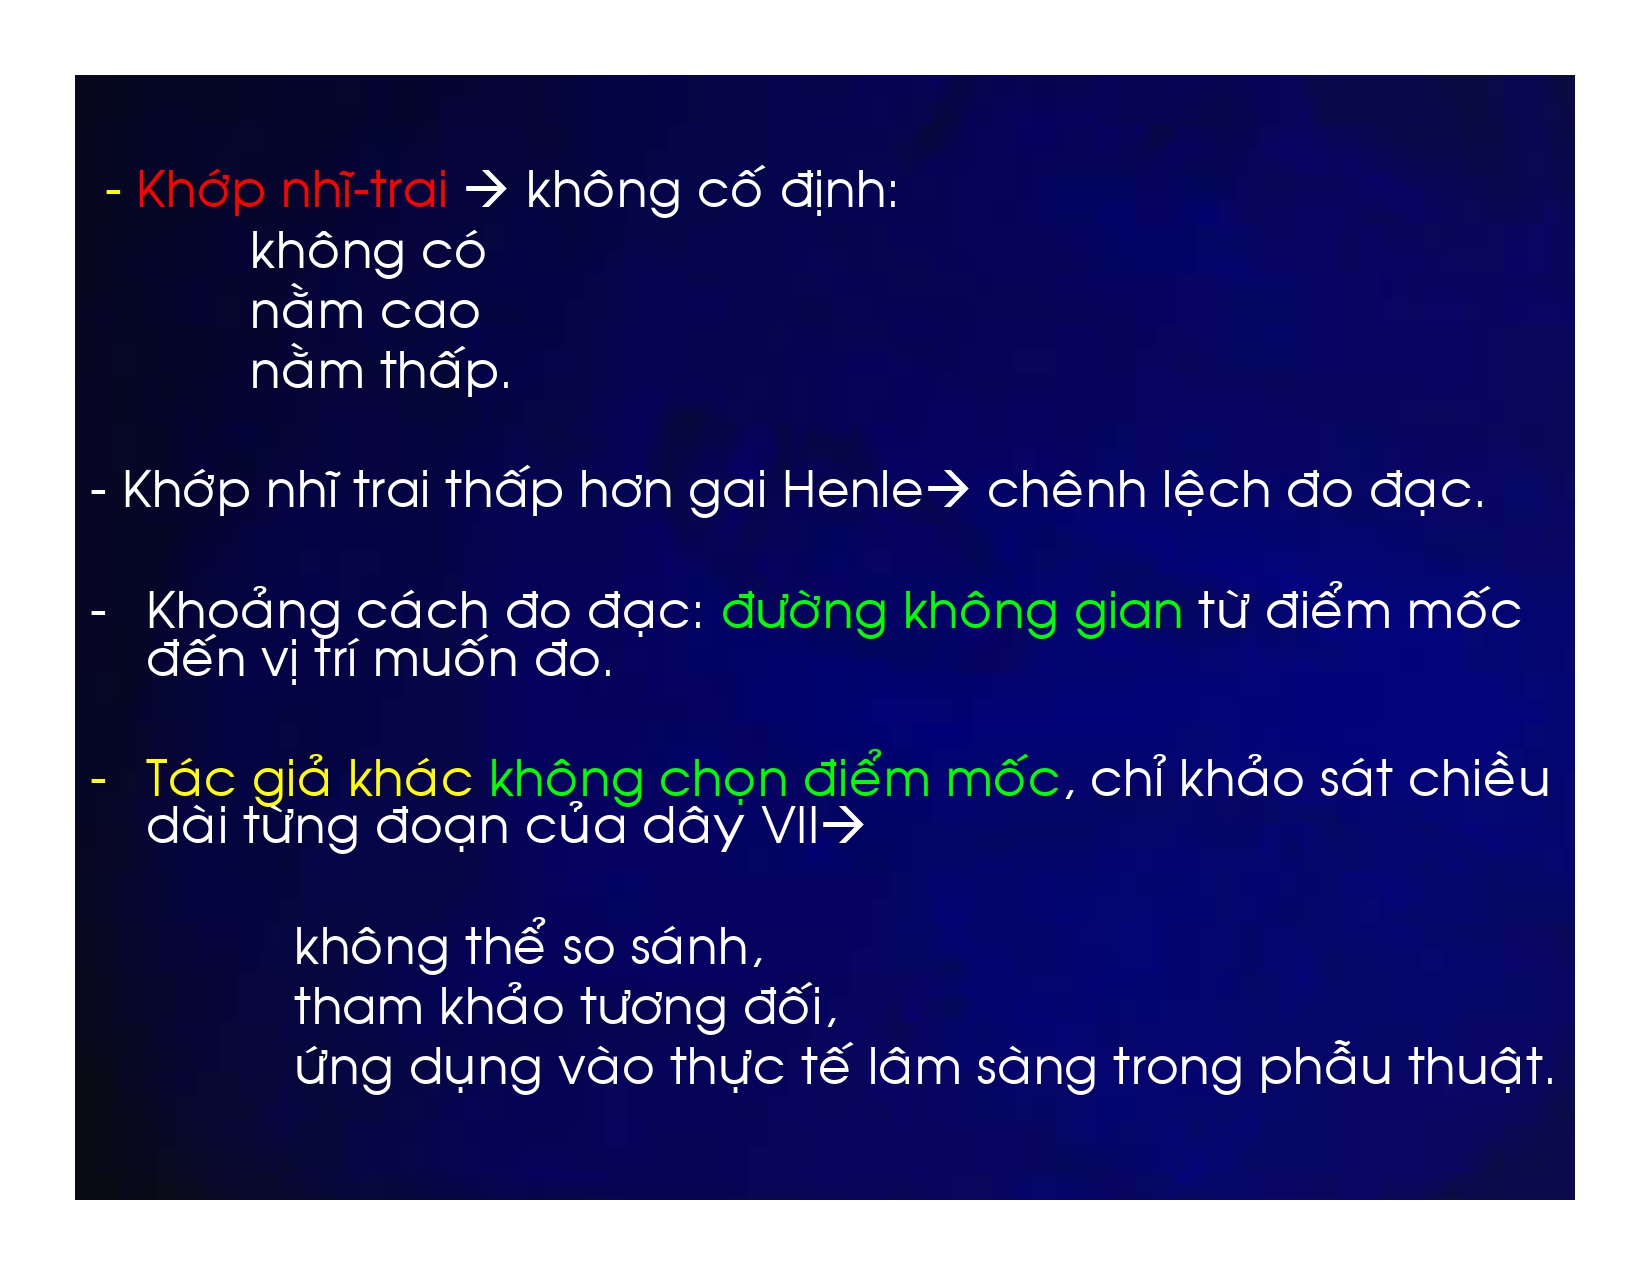 - Khớp nhĩ-trai → không cố định:
không có
nằm cao
nằm thấp.
- Khớp nhĩ trai thấp hơn gai Henle→ chênh lệch đo đạc.
- Khoảng cách đo đạc: đường không gian từ điểm mốc
đến vị trí muốn đo.
- Tác giả khác không chọn điểm mốc, chỉ khảo sát chiều
dài từng đoạn của dây VII→
không thể so sánh,
tham khảo tương đối,
ứng dụng vào thực tế lâm sàng trong phẫu thuật.